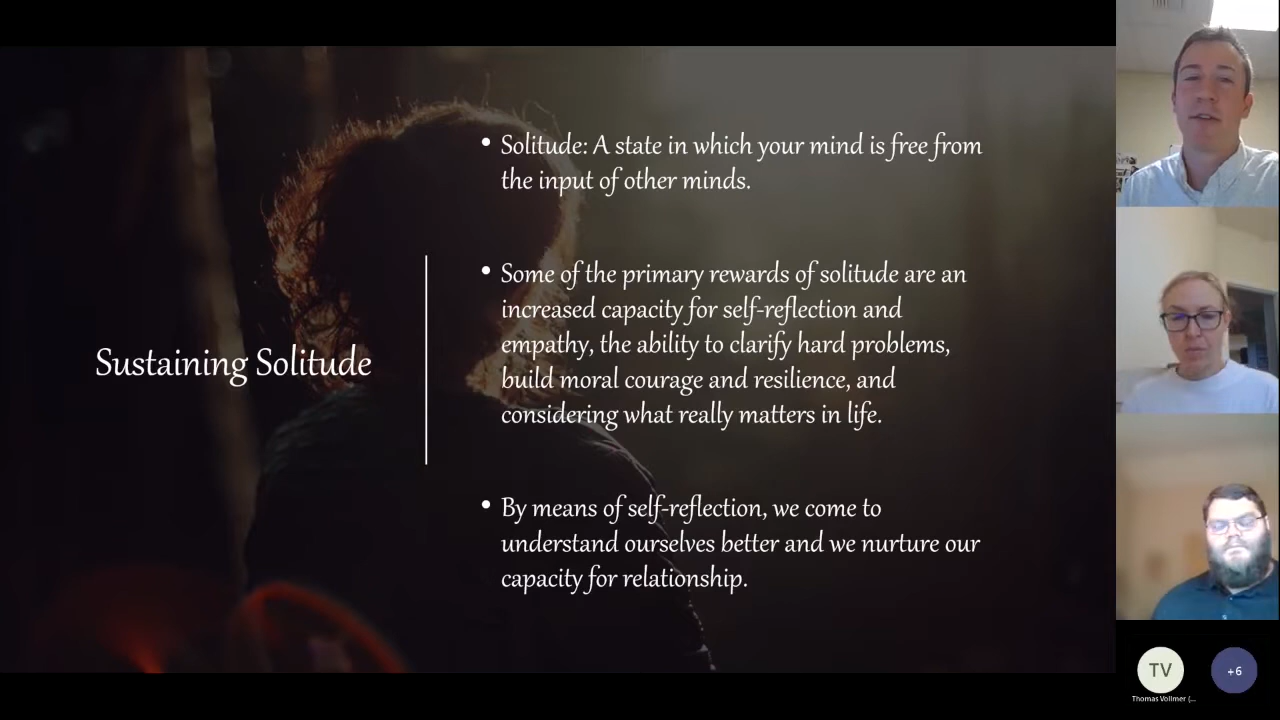 Sustaining Solitude
• Solitude: A state in which your mind is free from
the input of other minds.
• Some of the primary rewards of solitude are an
increased capacity for self-reflection and
empathy, the ability to clarify hard problems,
build moral courage and resilience, and
considering what really matters in life.
• By means of self-reflection, we come to
understand ourselves better and we nurture our
capacity for relationship.
TV
+6
Thomas Vollmer (...